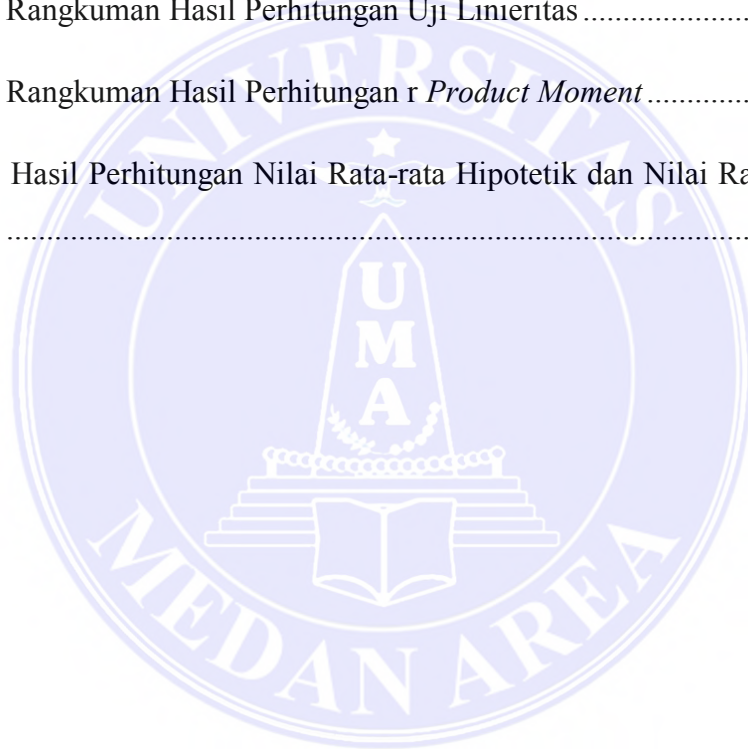 Rangkuman Hasil Perhitungan Uji Linieritas ......................
Rangkuman Hasil Perhitungan r Product Moment ..............
Hasil Perhitungan Nilai Rata-rata Hipotetik dan Nilai Ra
................................................................................................
UNIVERSITAS
U
M
A
MEDAN AREA